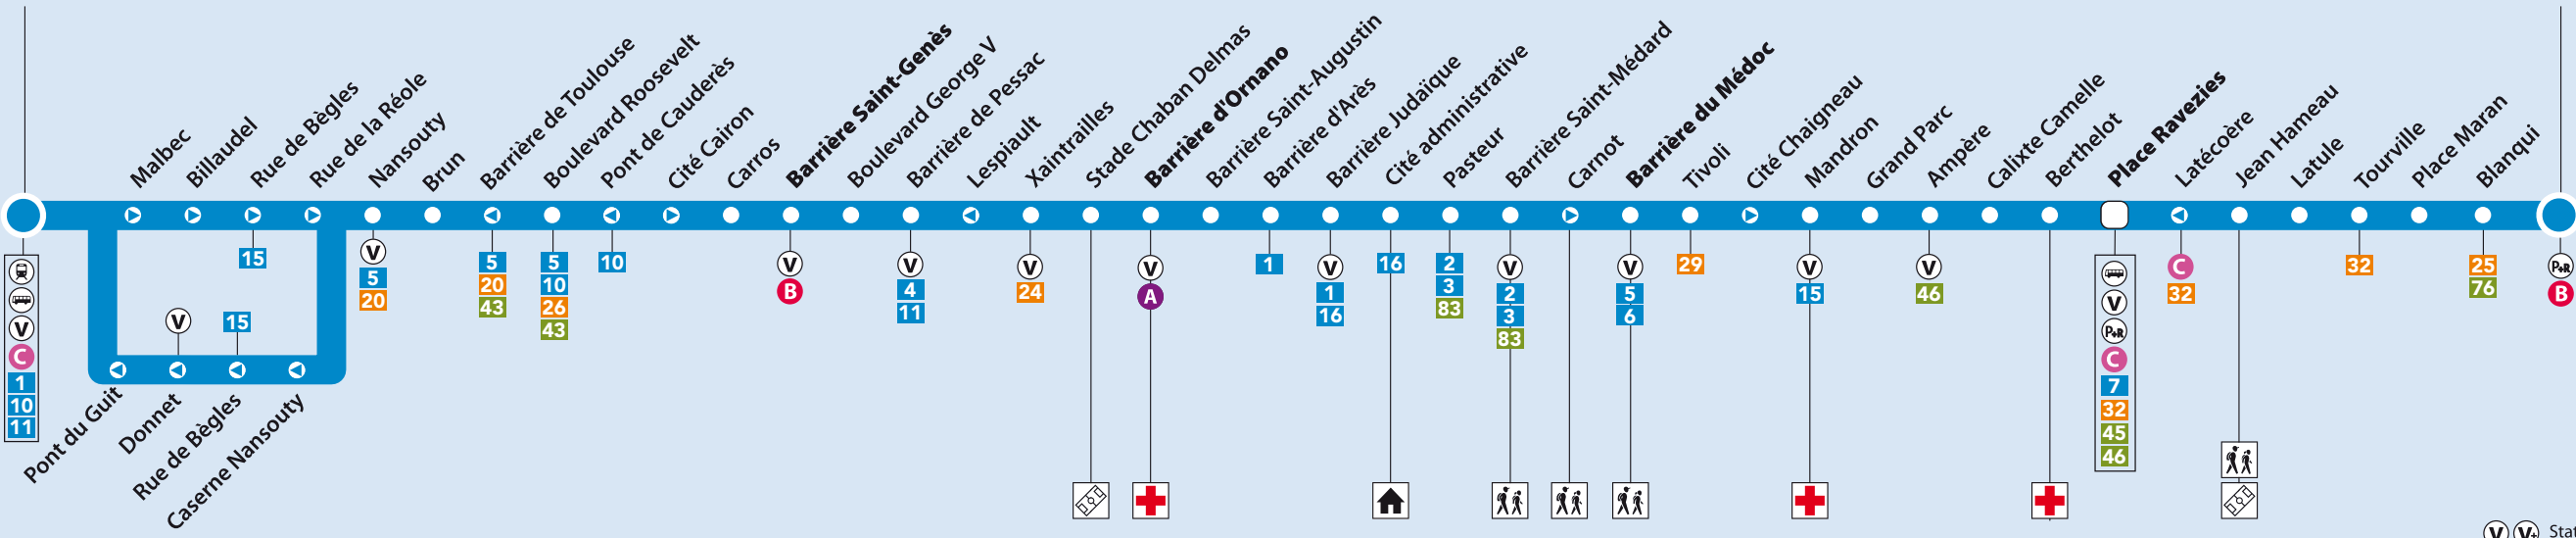 Malbec
Billaudel
Rue de Bègles
Rue de la Réole
Nansouty
Brun
Barrière de Toulouse
Boulevard Roosevelt
Pont de Cauderès
Cité Cairon
Carros
Barrière Saint-Genès
Boulevard George V
Barrière de Pessac
Lespiault
Xaintrailles
Stade Chaban Delmas
Barrière d'Ornano
Barrière Saint-Augustin
Barrière d'Arès
Barrière Judaïque
Cité administrative
Pasteur
Barrière Saint-Médard
Carnot
Barrière du Médoc
Tivoli
Cité Chaigneau
Mandron
Grand Parc
Ampère
Calixte Camelle
Berthelot
Place Ravezies
Latécoère
Jean Hameau
Latule
Tourville
Place Maran
Blanqui
V
C
1
10
11
15
V
5
20
5
20
43
5
10
26
43
10
V
B
V
4
11
V
24
V
A
1
V
1
16
16
2
3
83
V
2
3
83
V
5
6
29
V
15
V
46
V
P+R
C
7
32
45
46
C
32
32
25
76
P+R
B
V
15
Pont du Guit
Donnet
Rue de Bègles
Caserne Nansouty
V V+ Stat